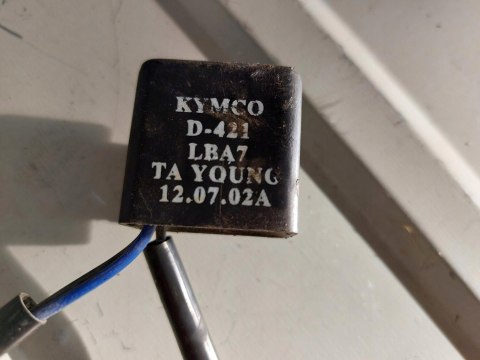 KYMCO
D-421
LBA7
TA YOUNG
12.07.02A